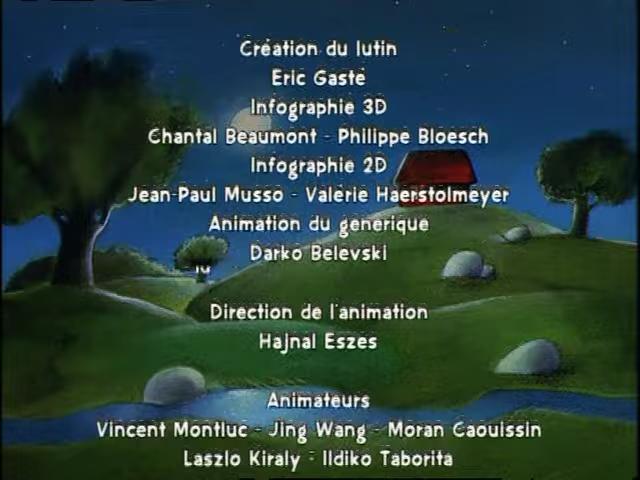 Création du lutin
Eric Gasté
Infographie 3D
Chantal Beaumont - Philippe Bloesch
Infographie 2D
Jean-Paul Musso - Valérie Haerstolmeyer
Animation du générique
Darko Belevski
Direction de l'animation
Hajnal Eszes
Animateurs
Vincent Montluc - Jing Wang - Moran Caouissin
Laszlo Kiraly - Ildiko Taborita